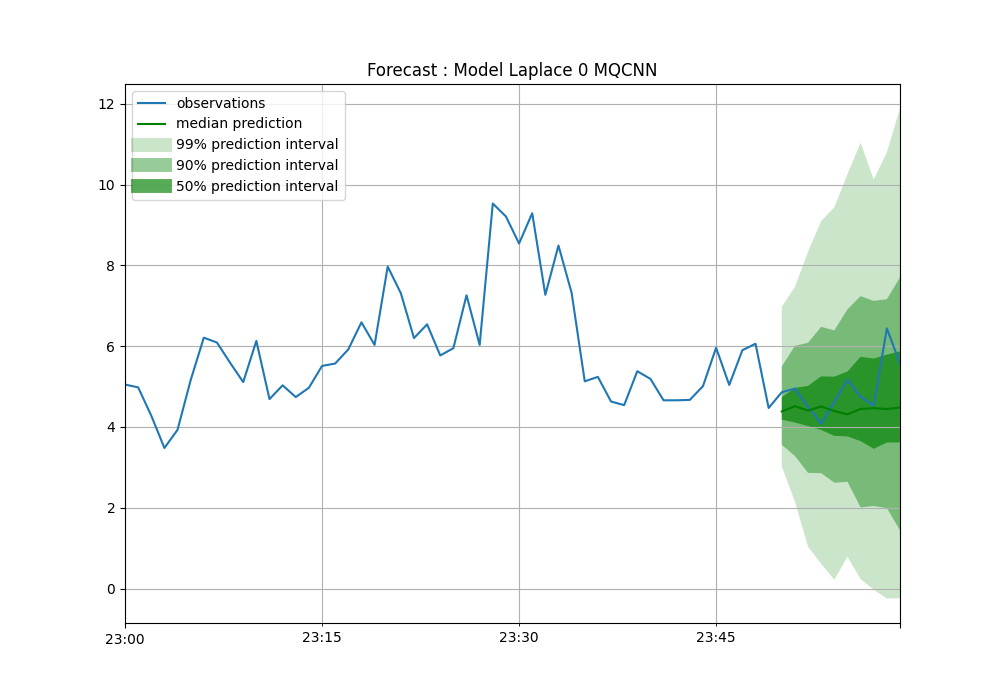 Forecast : Model Laplace 0 MQCNN
observations
median prediction
99% prediction interval
90% prediction interval
50% prediction interval
12
10
8
6
4
2
0
23:00
23:15
23:30
23:45